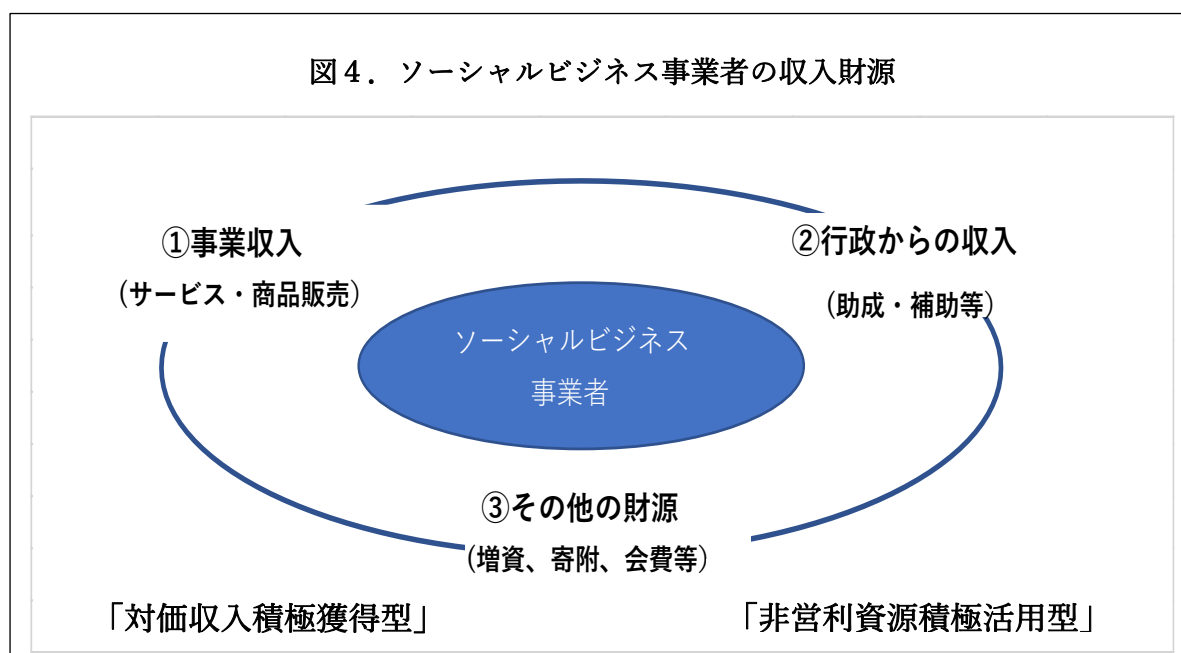 図４．ソーシャルビジネス事業者の収入財源
①事業収入
（サービス・商品販売）
②行政からの収入
（助成・補助等）
ソーシャルビジネス
事業者
③その他の財源
（増資、寄附、会費等）
「対価収入積極獲得型」
「非営利資源積極活用型」